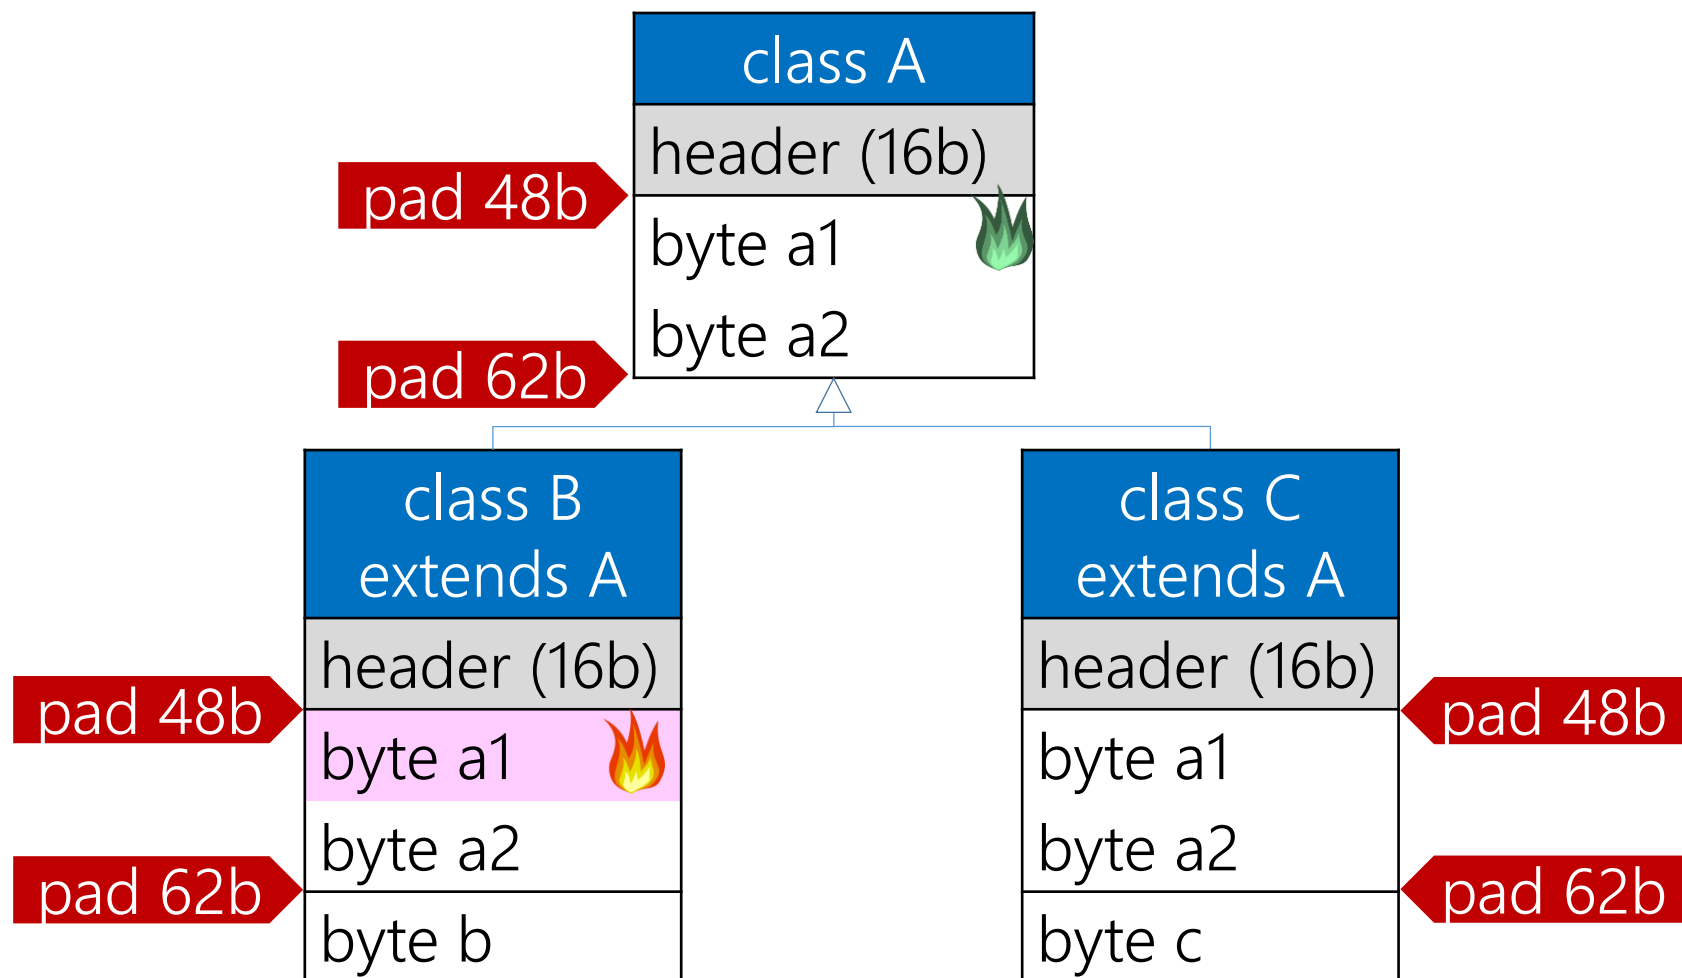 class A
header (16b)
pad 48b
byte a1
byte a2
pad 62b
class B
extends A
header (16b)
pad 48b
byte a1
byte a2
pad 62b
byte b
class C
extends A
header (16b)
pad 48b
byte a1
byte a2
pad 62b
byte c